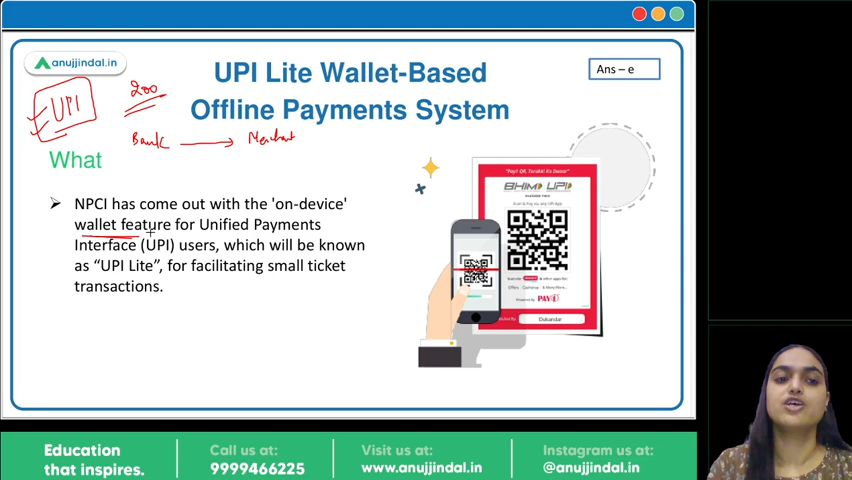 anujjindal.in
UPI Lite Wallet-Based
Offline Payments System
Ans – e
UPI
200
Bank → Merchant
What
➤ NPCI has come out with the 'on-device'
wallet feature for Unified Payments
Interface (UPI) users, which will be known
as “UPI Lite”, for facilitating small ticket
transactions.
BHIM UPI
PAY
Dukandar
Education
that inspires.
Call us at:
9999466225
Visit us at:
www.anujjindal.in
Instagram us at:
@anujjindal.in